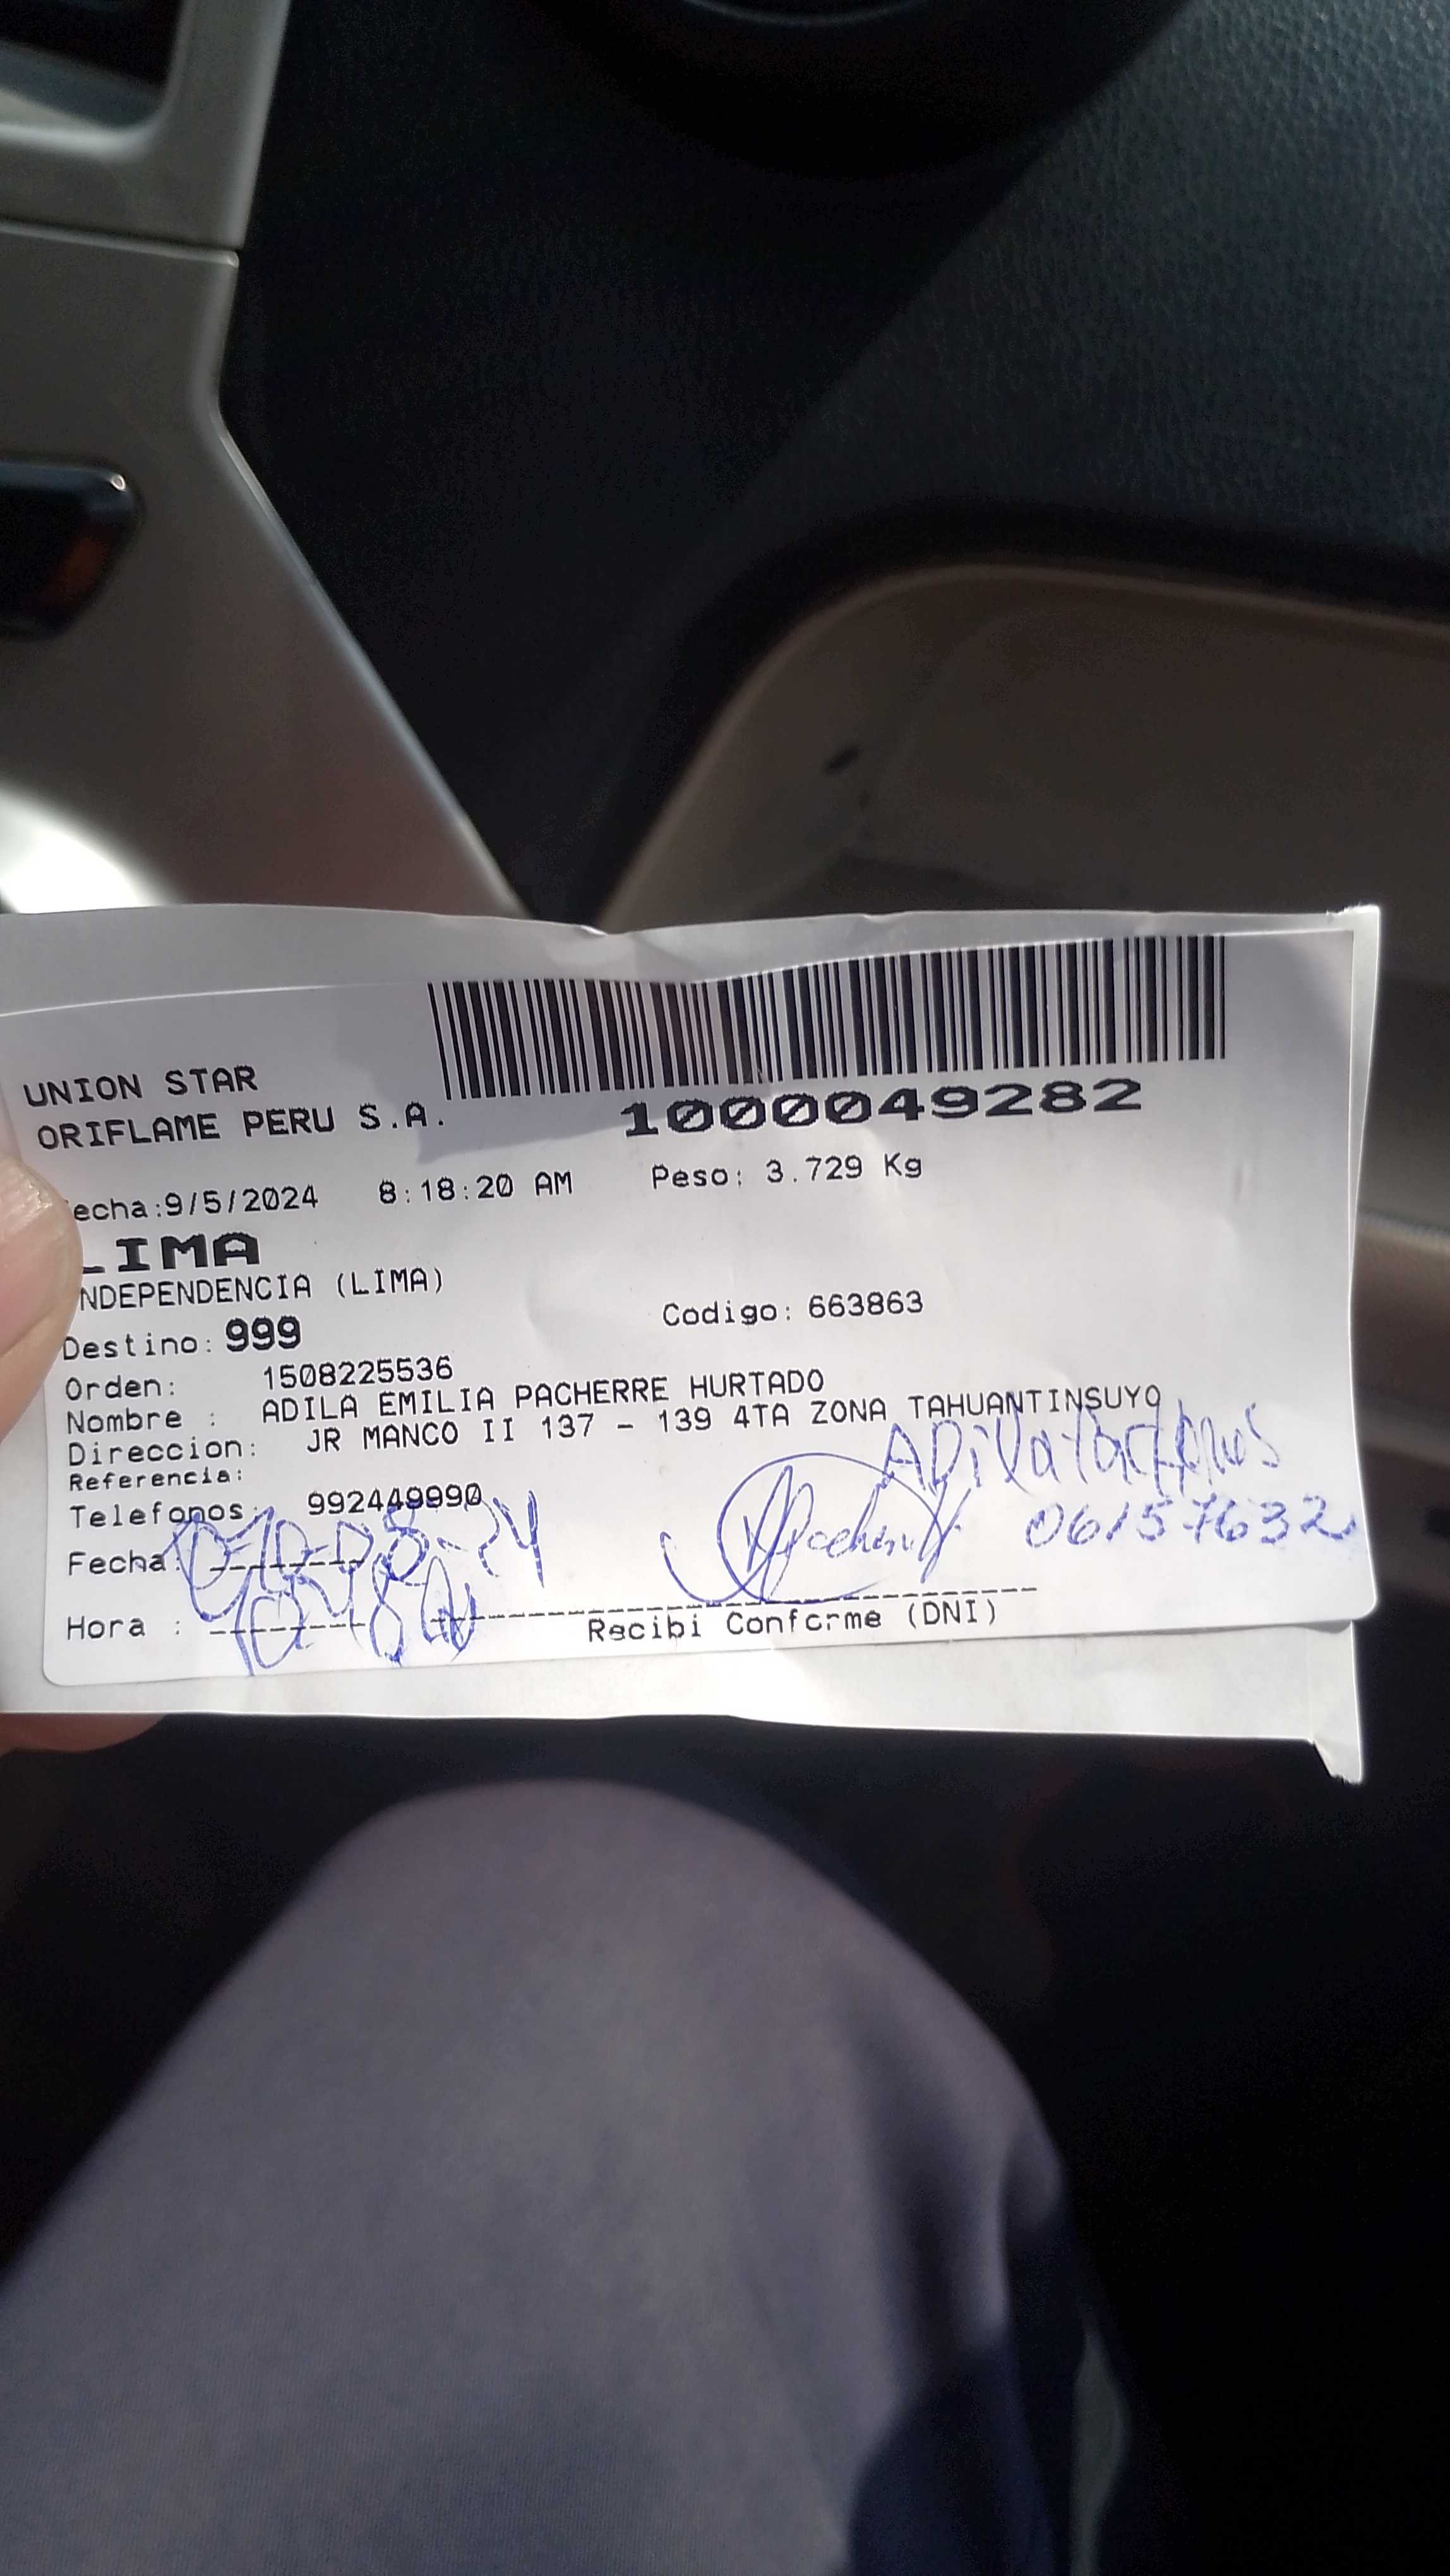 UNION STAR
ORIFLAME PERU S.A.
1000049282
echa:9/5/2024 8:18:20 AM Peso: 3.729 Kg
LIMA
NDEPENDENCIA (LIMA)
Destino: 999 Codigo: 663863
Orden: 1508225536
Nombre : ADILA EMILIA PACHERRE HURTADO
Direccion: JR MANCO II 137 - 139 4TA ZONA TAHUANTINSUYO
Referencia:
Telefonos: 992449990
06157632
Fecha:
Hora :
Recibi Conforme (DNI)